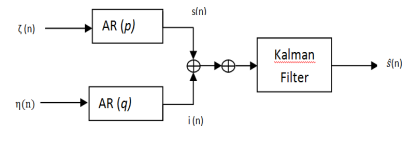 s(n)
ζ (n)
AR (p)
Kalman
Filter
ŝ(n)
η(n)
AR (q)
i (n)